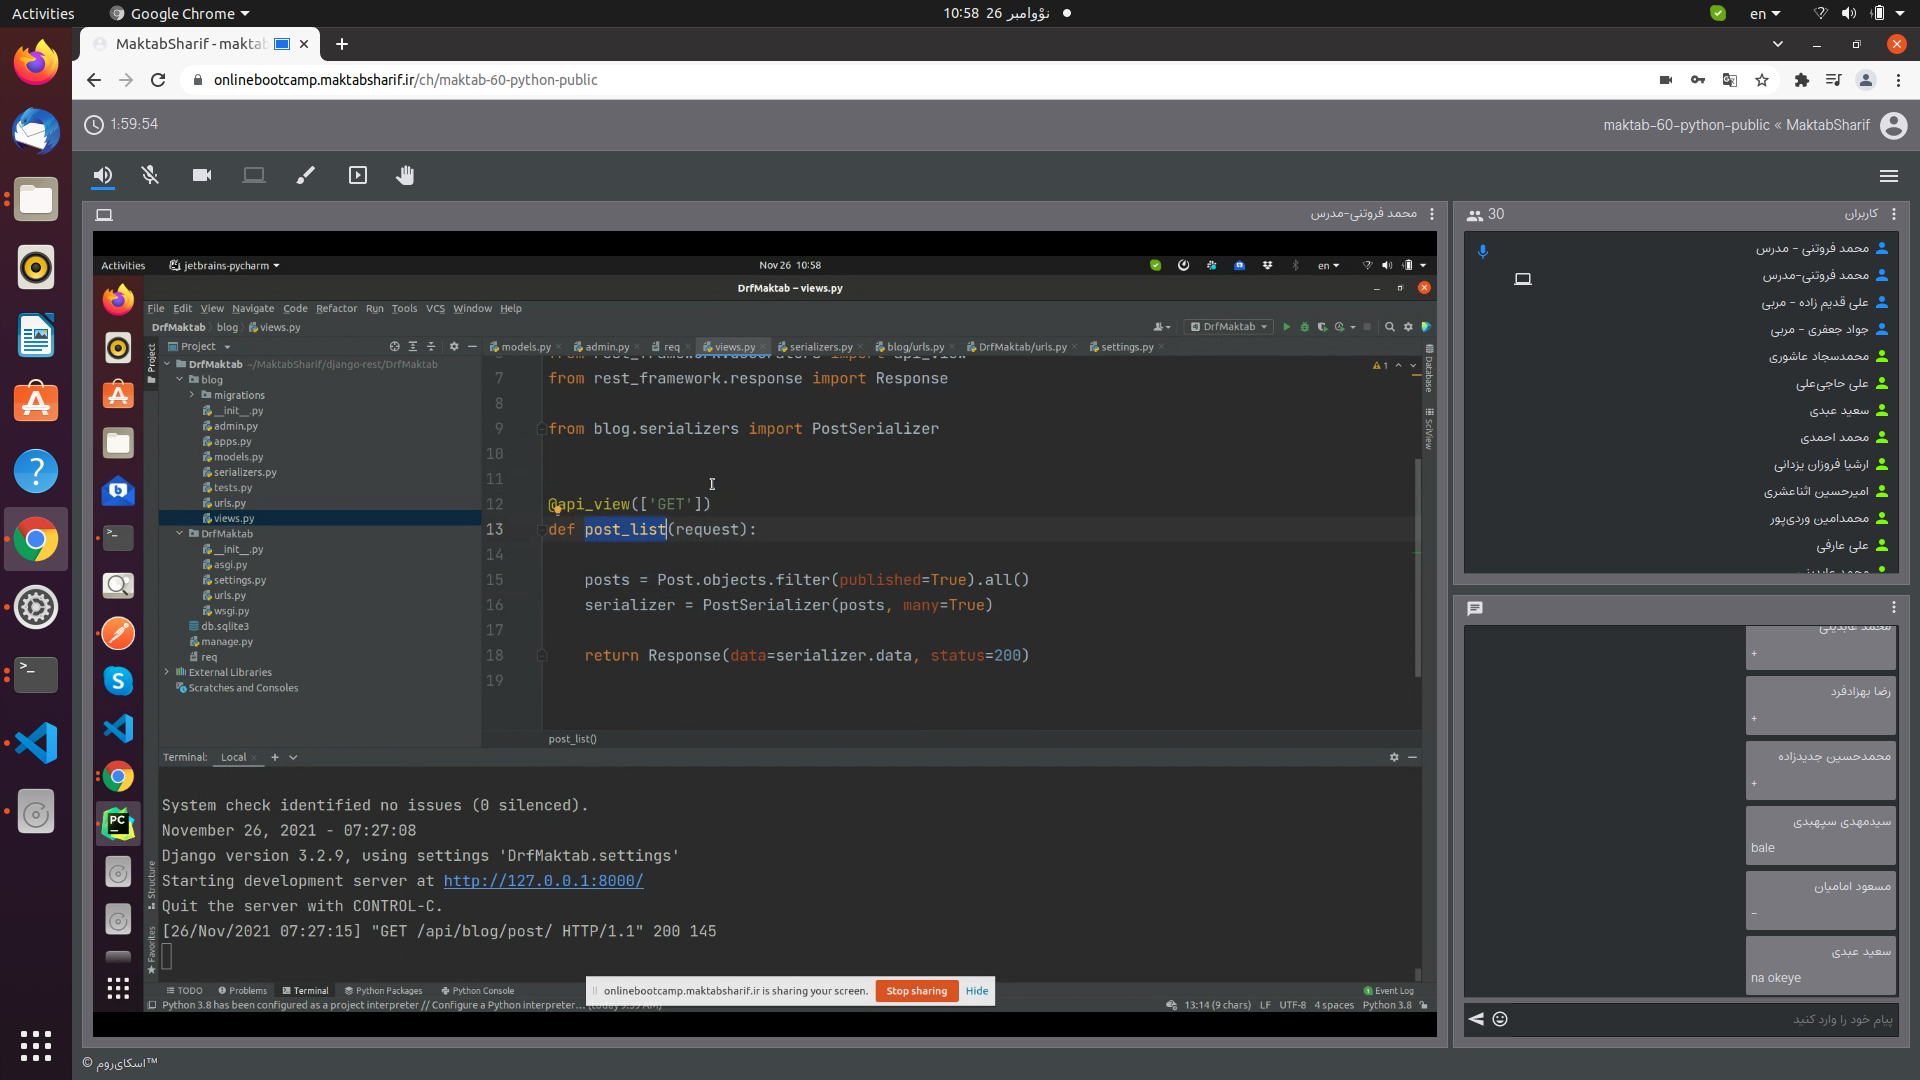 Activities
Google Chrome
10:58 نۆوامبر 26
en
MaktabSharif - maktab
onlinebootcamp.maktabsharif.ir/ch/maktab-60-python-public
1:59:54
maktab-60-python-public « MaktabSharif
محمد فروتنی-مدرس
Activities
jetbrains-pycharm
Nov 26 10:58
en
DrfMaktab – views.py
File Edit View Navigate Code Refactor Run Tools VCS Window Help
DrfMaktab blog views.py
DrfMaktab
Project
Project
models.py admin.py req views.py serializers.py blog/urls.py DrfMaktab/urls.py settings.py
DrfMaktab ~/MaktabSharif/django-rest/DrfMaktab
blog
migrations
__init__.py
admin.py
apps.py
models.py
serializers.py
tests.py
urls.py
views.py
DrfMaktab
__init__.py
asgi.py
settings.py
urls.py
wsgi.py
db.sqlite3
manage.py
req
External Libraries
Scratches and Consoles
1
Database
SciView
7 from rest_framework.response import Response
8
9 from blog.serializers import PostSerializer
10
11
12 @api_view(['GET'])
13 def post_list(request):
14
15 posts = Post.objects.filter(published=True).all()
16 serializer = PostSerializer(posts, many=True)
17
18 return Response(data=serializer.data, status=200)
19
post_list()
Terminal: Local
System check identified no issues (0 silenced).
November 26, 2021 - 07:27:08
Django version 3.2.9, using settings 'DrfMaktab.settings'
Starting development server at http://127.0.0.1:8000/
Quit the server with CONTROL-C.
[26/Nov/2021 07:27:15] "GET /api/blog/post/ HTTP/1.1" 200 145
Structure
Favorites
TODO Problems Terminal Python Packages Python Console
Event Log
Python 3.8 has been configured as a project interpreter // Configure a Python interpreter...
13:14 (9 chars) LF UTF-8 4 spaces Python 3.8
onlinebootcamp.maktabsharif.ir is sharing your screen. Stop sharing Hide
30
کاربران
محمد فروتنی - مدرس
محمد فروتنی-مدرس
علی قدیم زاده - مربی
جواد جعفری - مربی
محمدسجاد عاشوری
علی حاجی‌علی
سعید عبدی
محمد احمدی
ارشیا فروزان یزدانی
امیرحسین اثناعشری
محمدامین وردی‌پور
علی عارفی
محمد عابدینی
محمد عابدینی
+
رضا بهزادفرد
+
محمدحسین جدیدزاده
+
سیدمهدی سپهبدی
bale
مسعود امامیان
-
سعید عبدی
na okeye
پیام خود را وارد کنید
© اسکای‌روم™